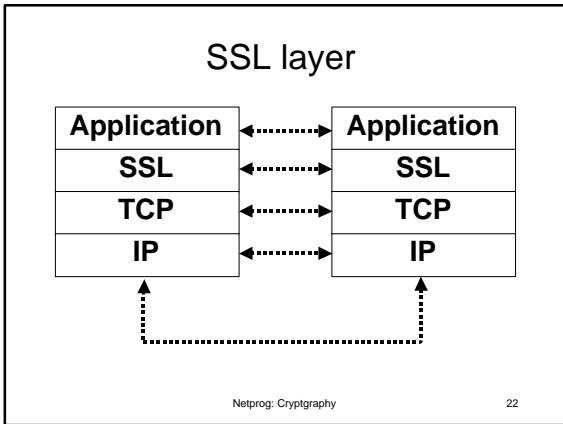 SSL layer
Application Application
SSL SSL
TCP TCP
IP IP
Netprog: Cryptgraphy 22